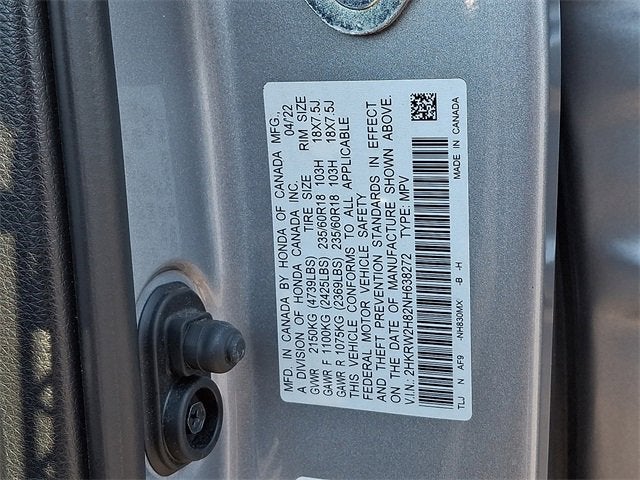 MFD. IN CANADA BY HONDA OF CANADA MFG.,
A DIVISION OF HONDA CANADA INC. 04/22
TIRE SIZE RIM SIZE
GVWR 2150KG (4739LBS)
GAWR F 1100KG (2425LBS) 235/60R18 103H 18X7.5J
GAWR R 1075KG (2369LBS) 235/60R18 103H 18X7.5J
THIS VEHICLE CONFORMS TO ALL APPLICABLE
FEDERAL MOTOR VEHICLE SAFETY
AND THEFT PREVENTION STANDARDS IN EFFECT
ON THE DATE OF MANUFACTURE SHOWN ABOVE.
V.I.N: 2HKRW2H82NH638272 TYPE: MPV
TLJ N AF9 -NH830MX -B -H MADE IN CANADA